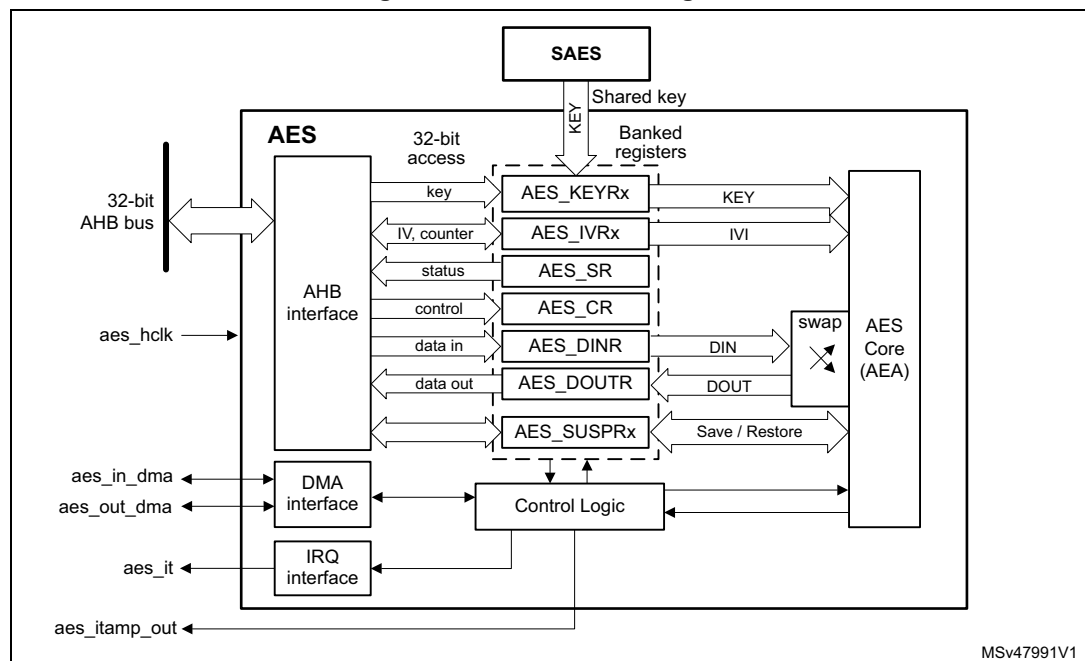 SAES
Shared key
KEY
AES
32-bit
access
Banked
registers
32-bit
AHB bus
key
AES_KEYRx
KEY
IV, counter
AES_IVRx
IVI
status
AES_SR
AHB
interface
control
AES_CR
aes_hclk
data in
AES_DINR
DIN
swap
AES
Core
(AEA)
data out
AES_DOUTR
DOUT
AES_SUSPRx
Save / Restore
aes_in_dma
aes_out_dma
DMA
interface
Control Logic
aes_it
IRQ
interface
aes_itamp_out
MSv47991V1